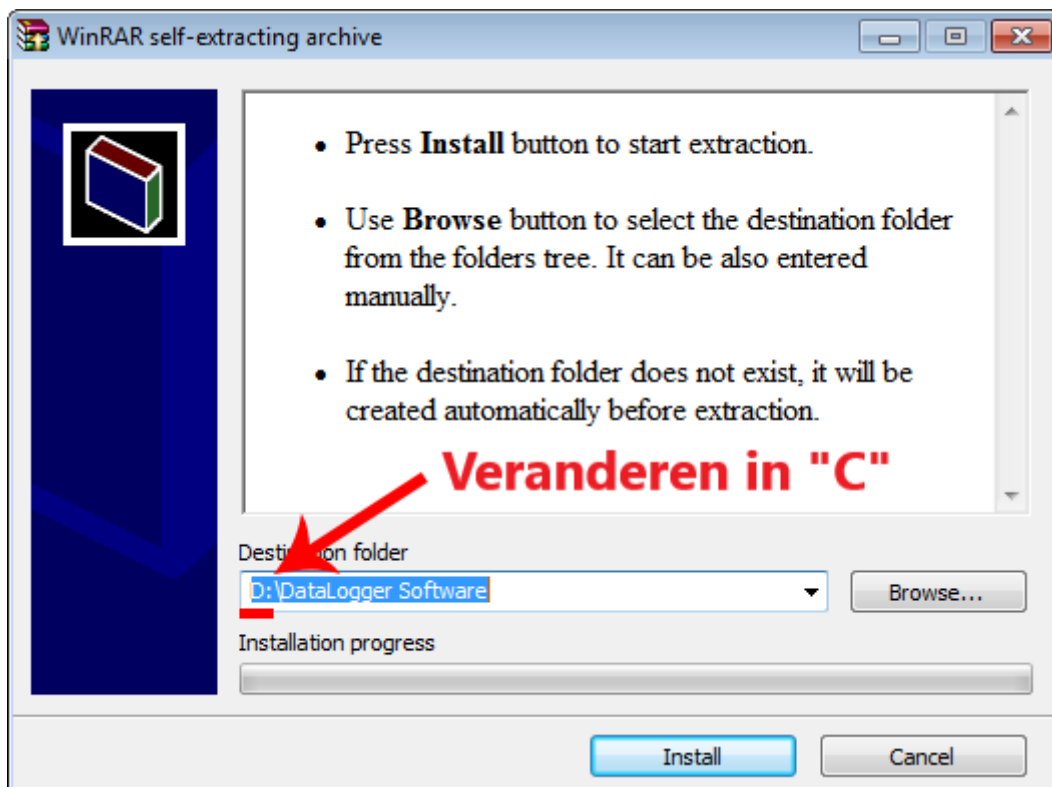 WinRAR self-extracting archive
• Press Install button to start extraction.
• Use Browse button to select the destination folder
from the folders tree. It can be also entered
manually.
• If the destination folder does not exist, it will be
created automatically before extraction.
Veranderen in "C"
Destination folder
D:\DataLogger Software
Browse...
Installation progress
Install
Cancel